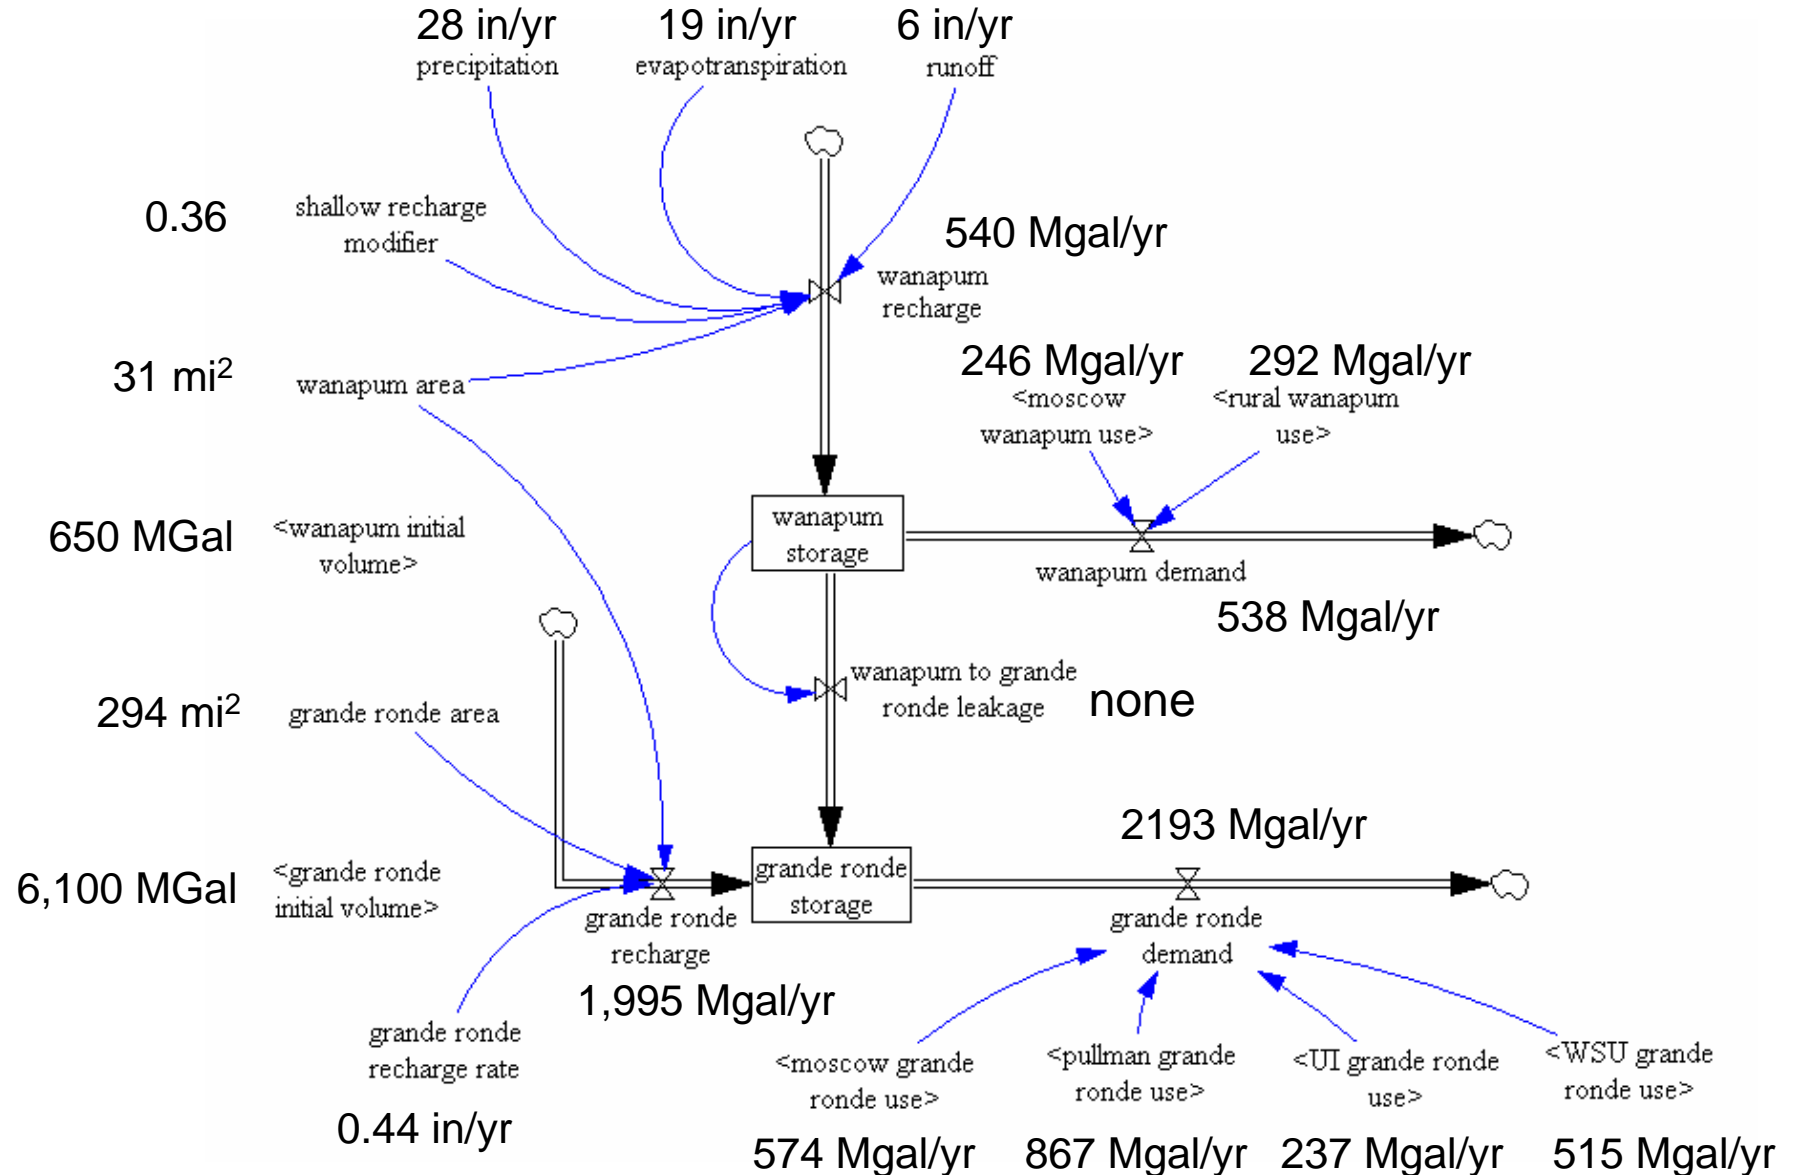 28 in/yr
19 in/yr
6 in/yr
precipitation
evapotranspiration
runoff
0.36
shallow recharge
modifier
540 Mgal/yr
wanapum
recharge
31 mi²
wanapum area
246 Mgal/yr
292 Mgal/yr
<moscow
wanapum use>
<rural wanapum
use>
650 MGal
<wanapum initial
volume>
wanapum
storage
wanapum demand
538 Mgal/yr
294 mi²
grande ronde area
wanapum to grande
ronde leakage
none
6,100 MGal
<grande ronde
initial volume>
grande ronde
storage
2193 Mgal/yr
grande ronde
recharge
1,995 Mgal/yr
grande ronde
demand
grande ronde
recharge rate
0.44 in/yr
<moscow grande
ronde use>
<pullman grande
ronde use>
<UI grande ronde
use>
<WSU grande
ronde use>
574 Mgal/yr
867 Mgal/yr
237 Mgal/yr
515 Mgal/yr